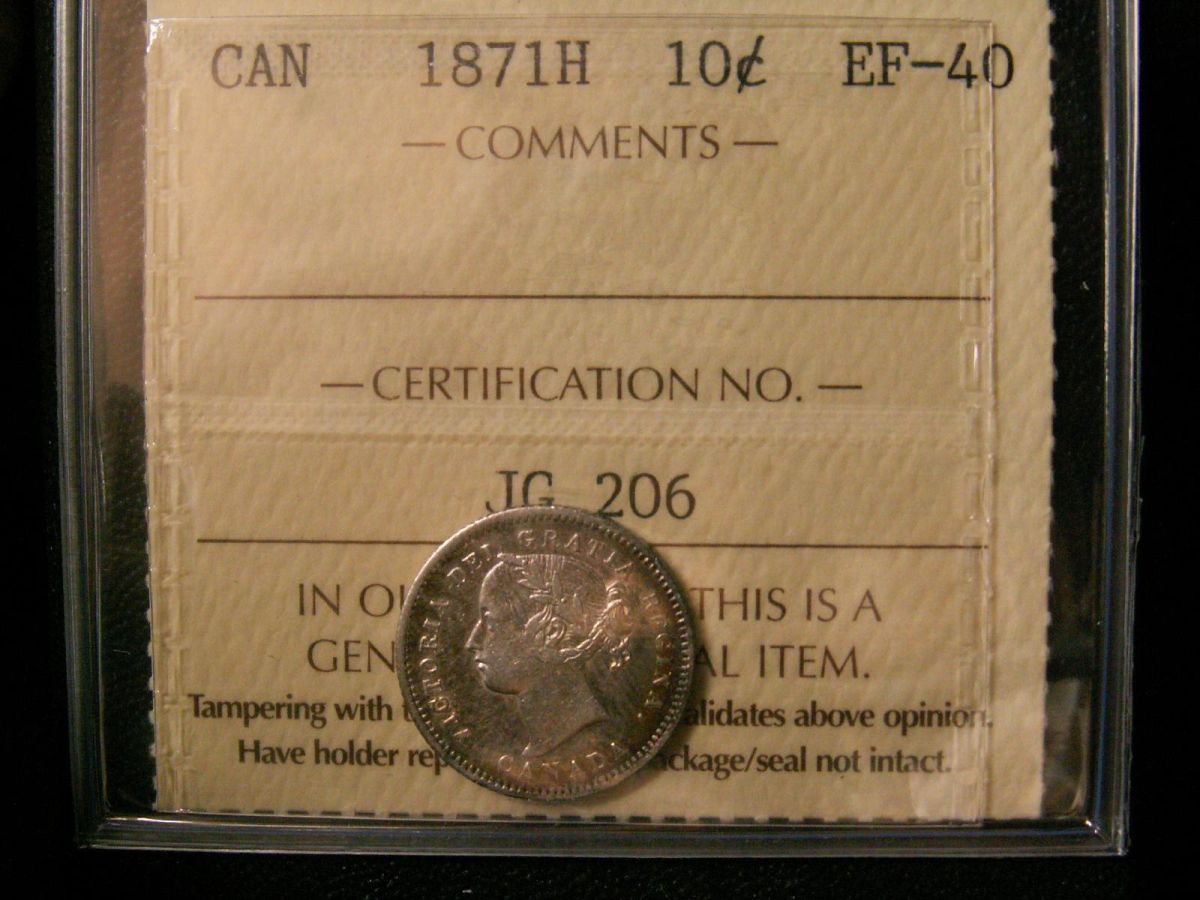 CAN 1871H 10¢ EF-40
— COMMENTS —
— CERTIFICATION NO. —
JG 206
VICTORIA DEI GRATIA REGINA.
CANADA
IN THIS IS A
GEN AL ITEM.
Tampering with alidates above opinion.
Have holder rep ckage/seal not intact.